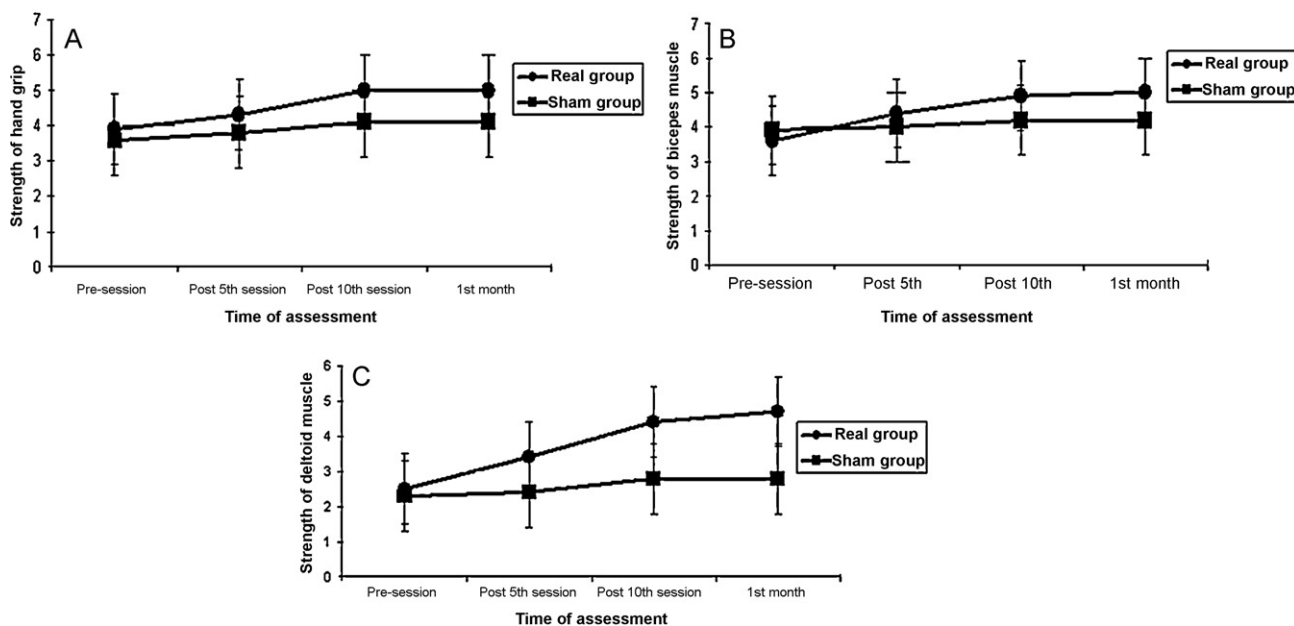 A
Strength of hand grip
7
6
5
4
3
2
1
0
Pre-session Post 5th session Post 10th session 1st month
Time of assessment
Real group
Sham group
B
Strength of bicepes muscle
7
6
5
4
3
2
1
0
Pre-session Post 5th Post 10th 1st month
Time of assessment
Real group
Sham group
C
Strength of deltoid muscle
6
5
4
3
2
1
0
Pre-session Post 5th session Post 10th session 1st month
Time of assessment
Real group
Sham group